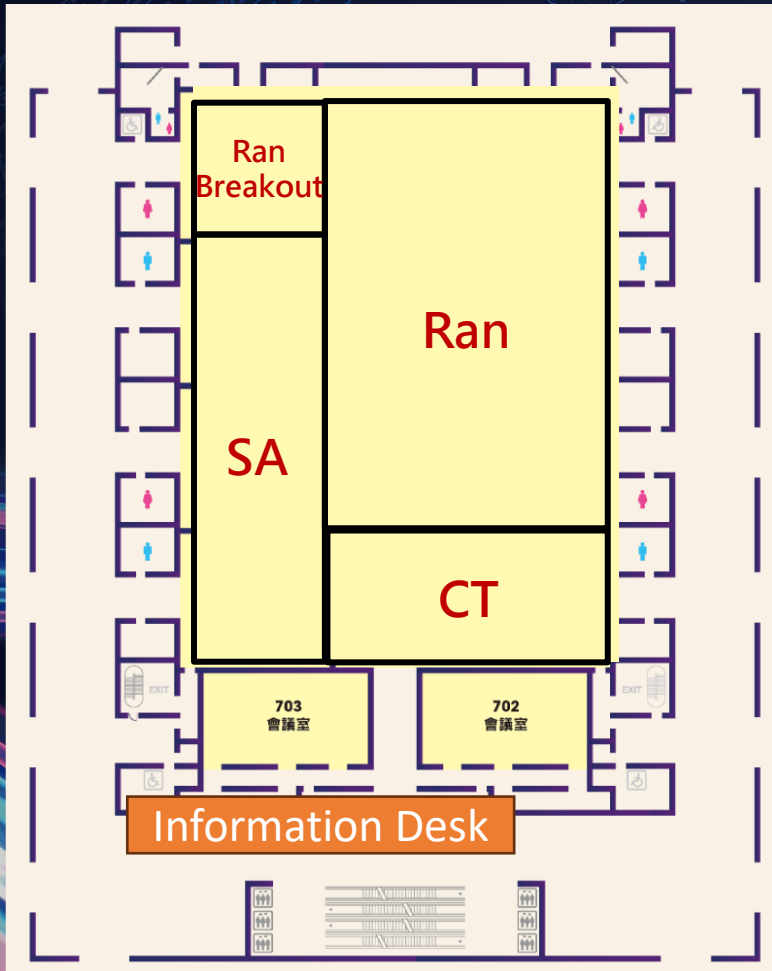 Ran
Breakout
Ran
SA
CT
EXIT
EXIT
703
會議室
702
會議室
Information Desk